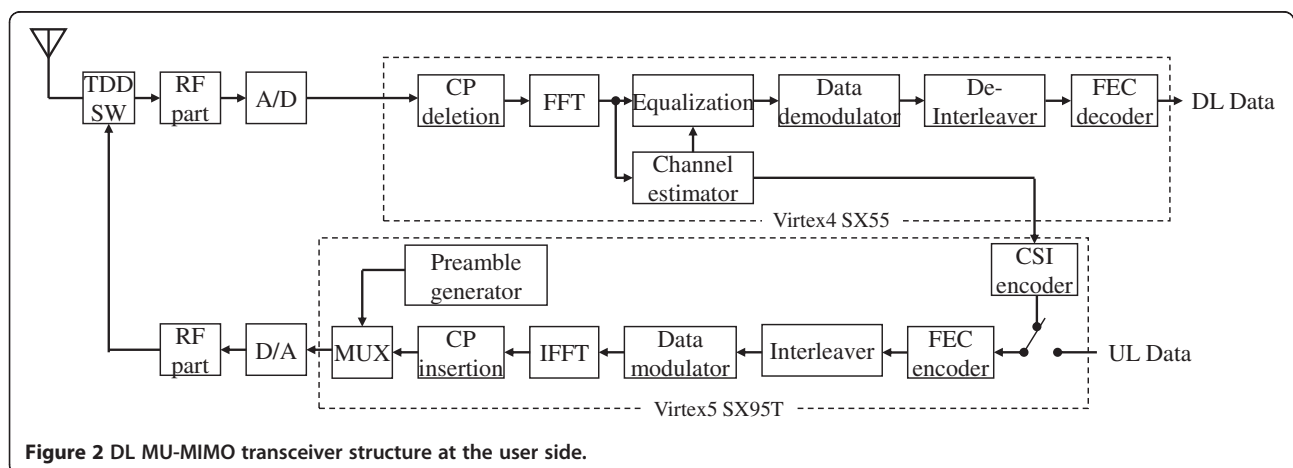 TDD
SW
RF
part
A/D
CP
deletion
FFT
Equalization
Data
demodulator
De-
Interleaver
FEC
decoder
DL Data
Channel
estimator
Virtex4 SX55
CSI
encoder
Preamble
generator
RF
part
D/A
MUX
CP
insertion
IFFT
Data
modulator
Interleaver
FEC
encoder
UL Data
Virtex5 SX95T
Figure 2 DL MU-MIMO transceiver structure at the user side.